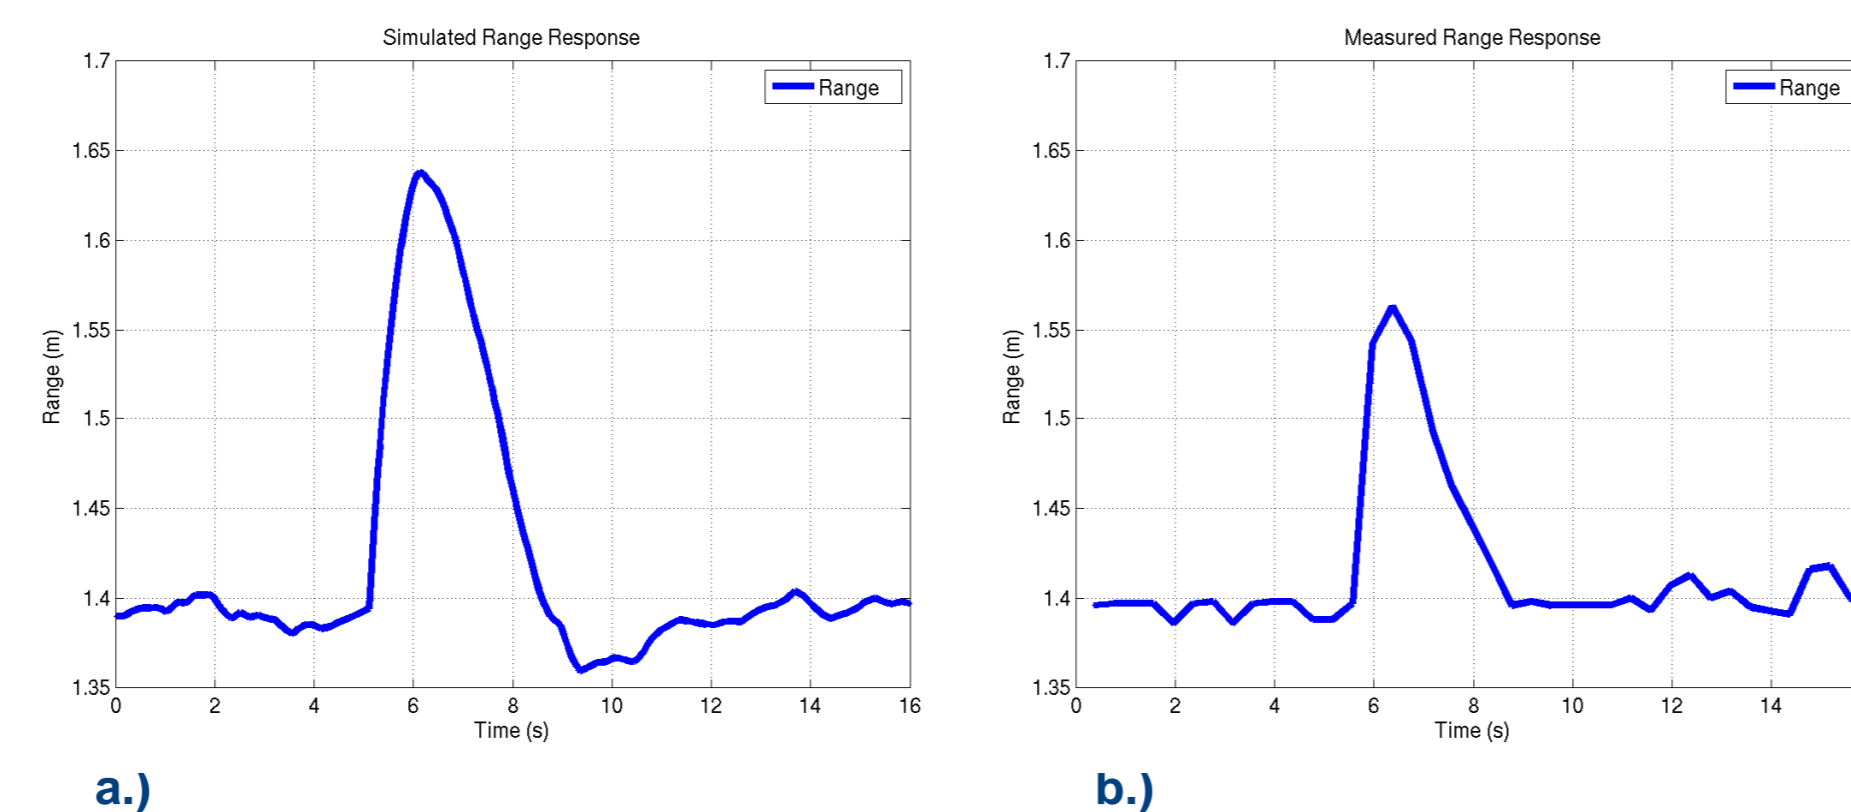 Simulated Range Response
Range
1.7
1.65
1.6
1.55
1.5
1.45
1.4
1.35
Range (m)
0 2 4 6 8 10 12 14 16
Time (s)
a.)
Measured Range Response
Range
1.7
1.65
1.6
1.55
1.5
1.45
1.4
1.35
Range (m)
0 2 4 6 8 10 12 14
Time (s)
b.)